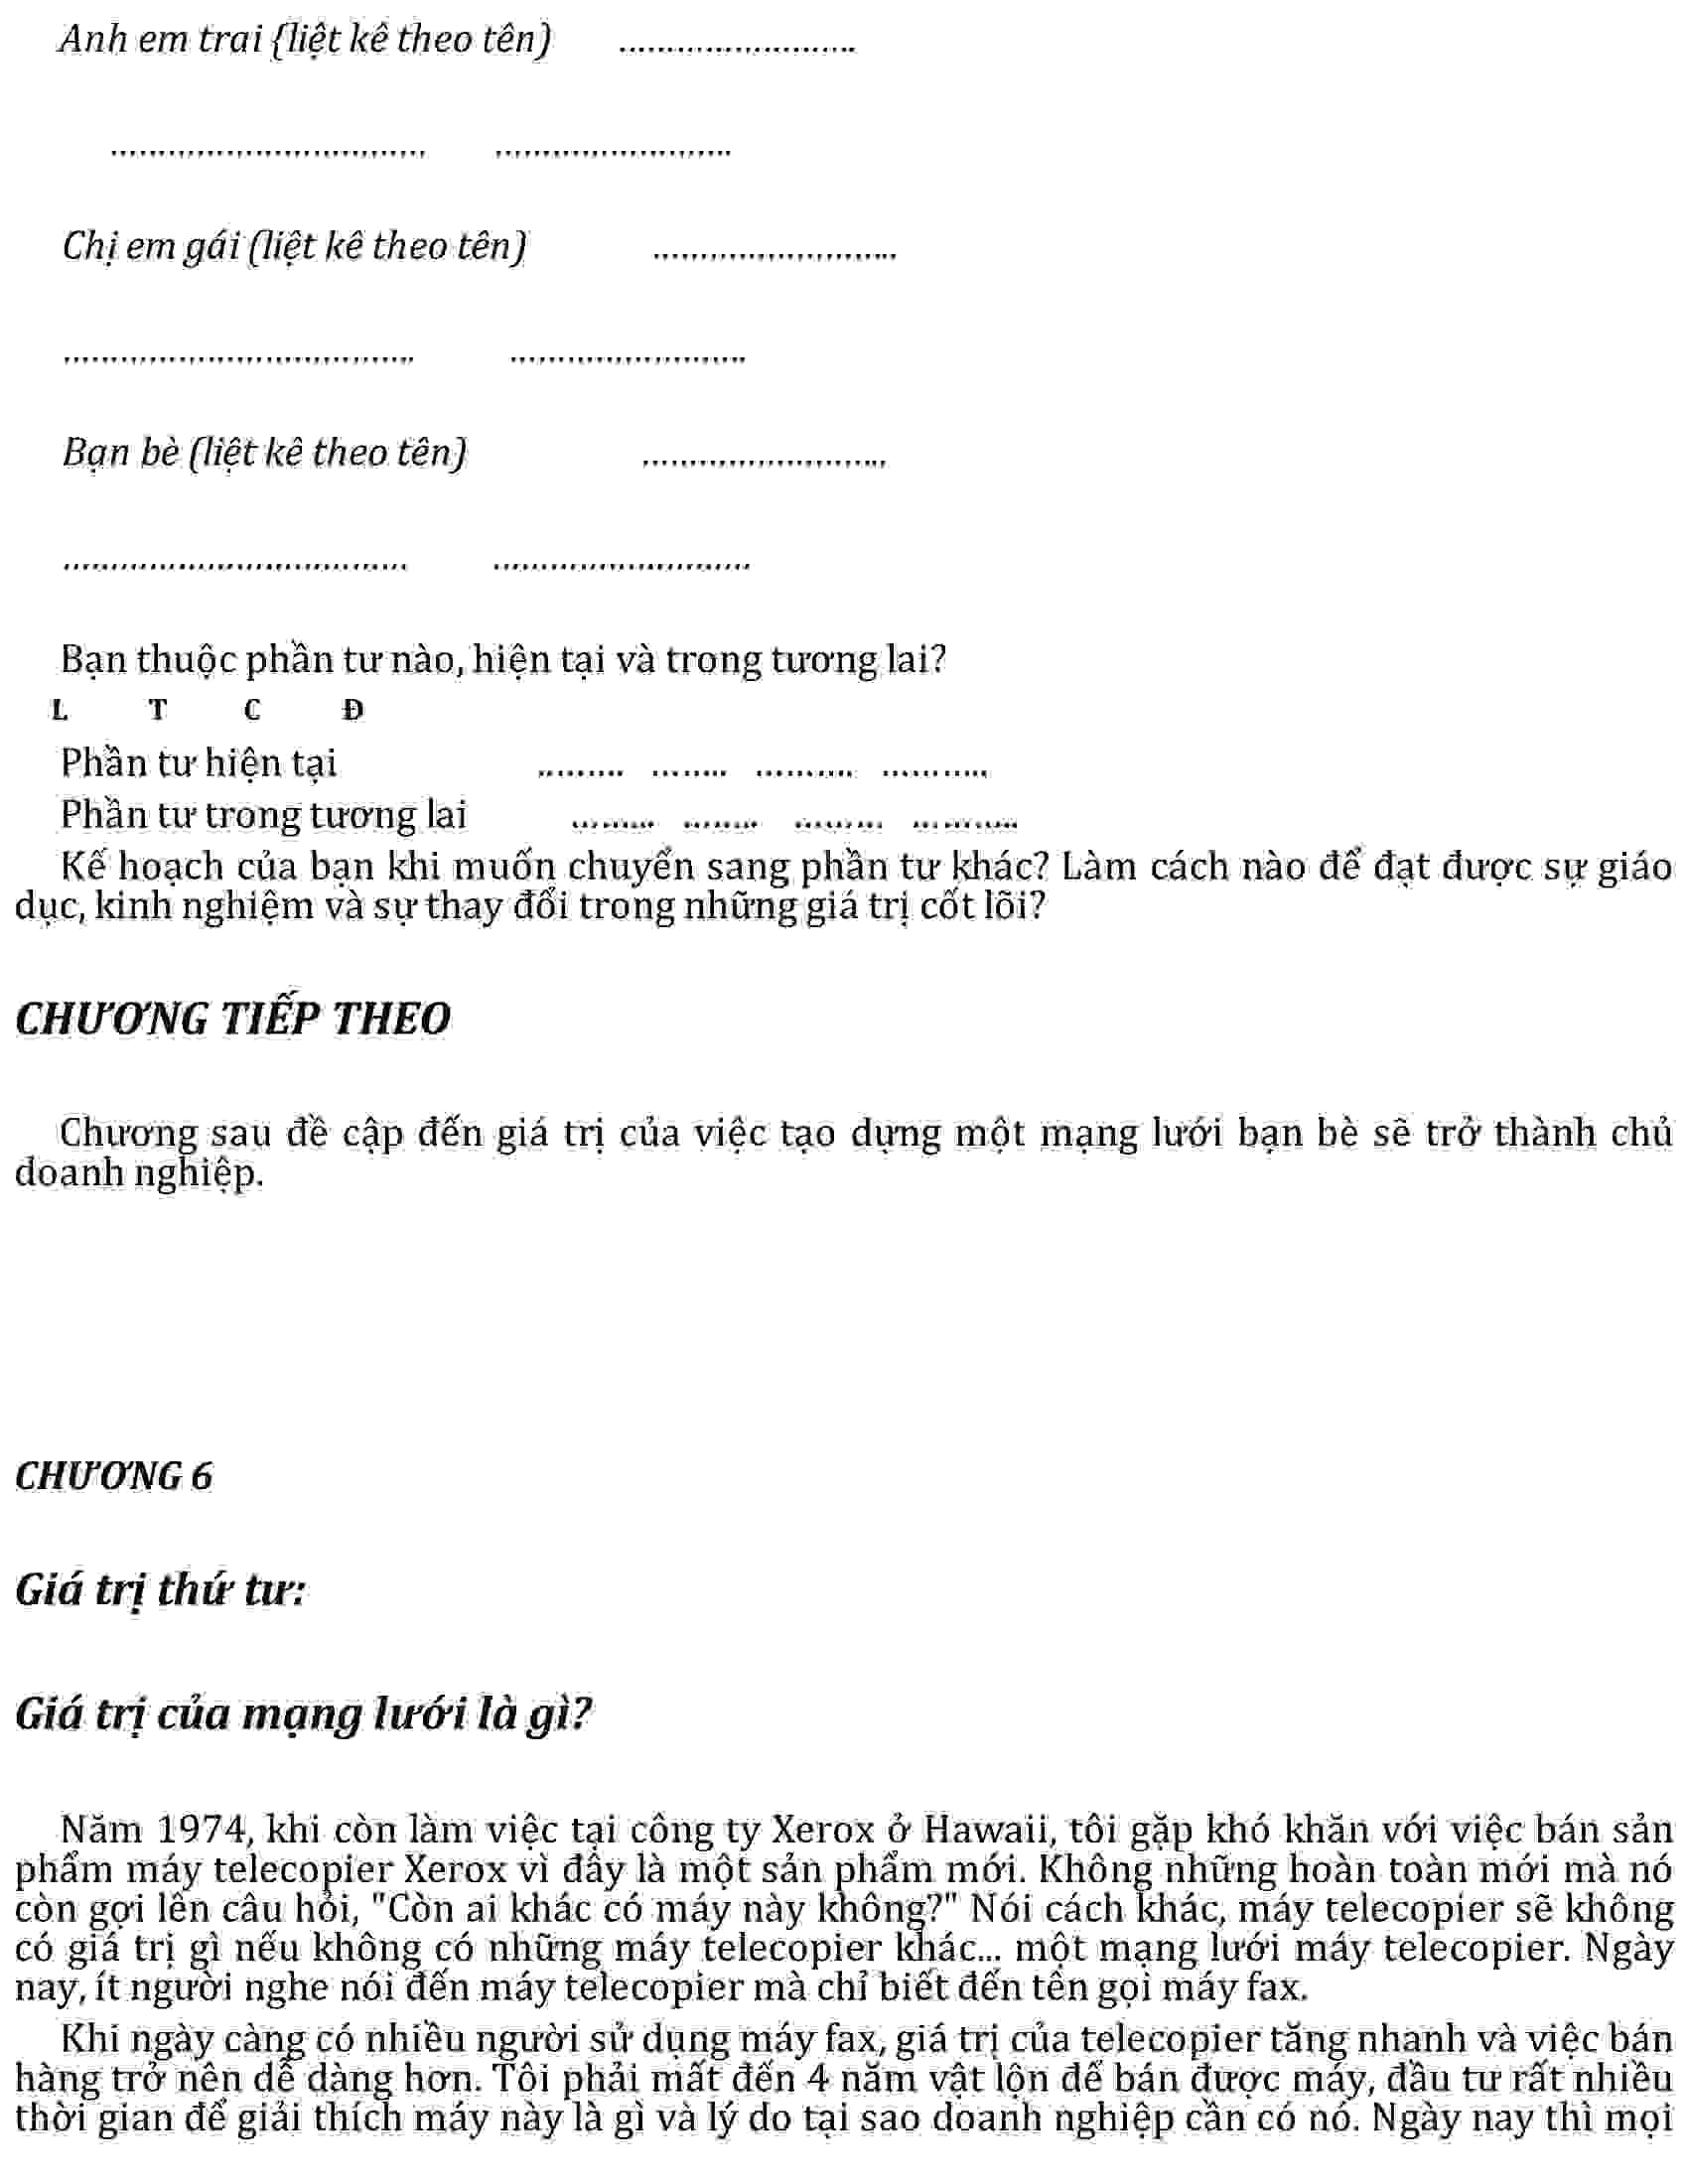 Anh em trai (liệt kê theo tên) .........................
................................. .........................
Chị em gái (liệt kê theo tên) ..........................
..................................... .........................
Bạn bè (liệt kê theo tên) ..........................
.................................... ...........................
Bạn thuộc phần tư nào, hiện tại và trong tương lai?
L T C Đ
Phần tư hiện tại ......... ........ .......... ...........
Phần tư trong tương lai ......... ........ ......... ...........
Kế hoạch của bạn khi muốn chuyển sang phần tư khác? Làm cách nào để đạt được sự giáo
dục, kinh nghiệm và sự thay đổi trong những giá trị cốt lõi?
CHƯƠNG TIẾP THEO
Chương sau đề cập đến giá trị của việc tạo dựng một mạng lưới bạn bè sẽ trở thành chủ
doanh nghiệp.
CHƯƠNG 6
Giá trị thứ tư:
Giá trị của mạng lưới là gì?
Năm 1974, khi còn làm việc tại công ty Xerox ở Hawaii, tôi gặp khó khăn với việc bán sản
phẩm máy telecopier Xerox vì đây là một sản phẩm mới. Không những hoàn toàn mới mà nó
còn gợi lên câu hỏi, "Còn ai khác có máy này không?" Nói cách khác, máy telecopier sẽ không
có giá trị gì nếu không có những máy telecopier khác... một mạng lưới máy telecopier. Ngày
nay, ít người nghe nói đến máy telecopier mà chỉ biết đến tên gọi máy fax.
Khi ngày càng có nhiều người sử dụng máy fax, giá trị của telecopier tăng nhanh và việc bán
hàng trở nên dễ dàng hơn. Tôi phải mất đến 4 năm vật lộn để bán được máy, đầu tư rất nhiều
thời gian để giải thích máy này là gì và lý do tại sao doanh nghiệp cần có nó. Ngày nay thì mọi